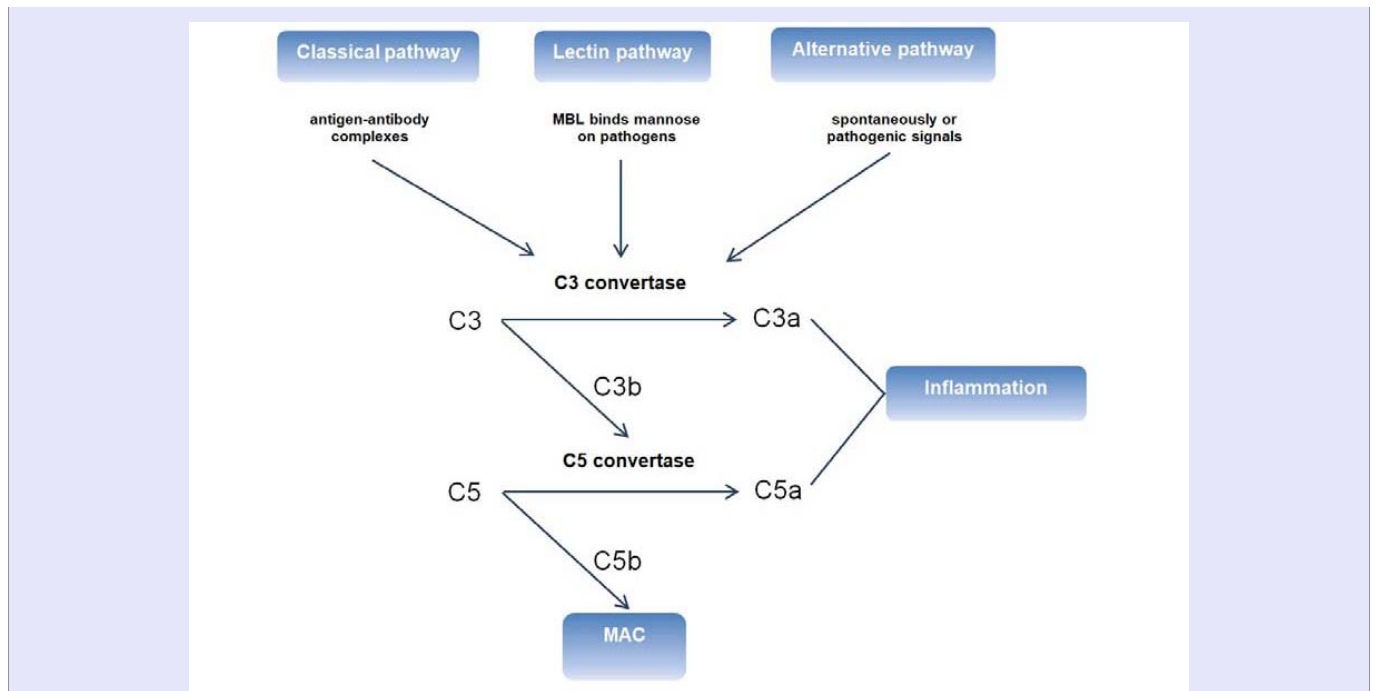 Classical pathway
Lectin pathway
Alternative pathway
antigen-antibody
complexes
MBL binds mannose
on pathogens
spontaneously or
pathogenic signals
C3 convertase
C3
C3a
C3b
Inflammation
C5 convertase
C5
C5a
C5b
MAC